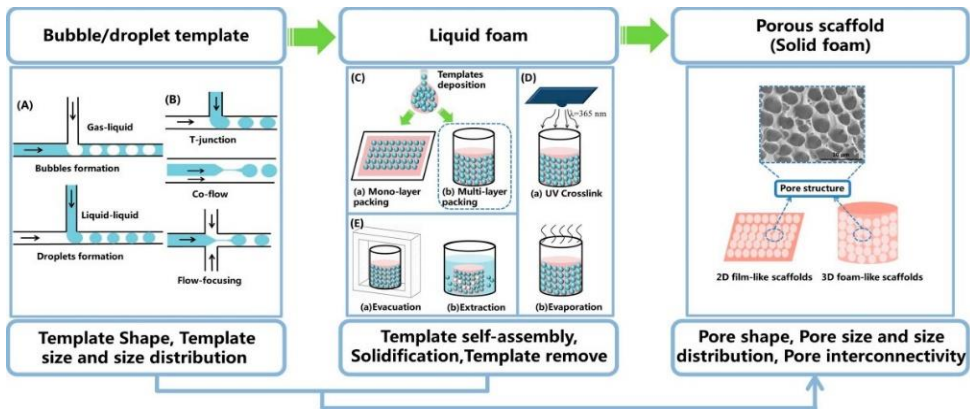 Bubble/droplet template
Liquid foam
Porous scaffold
(Solid foam)
(A)
Gas-liquid
Bubbles formation
Liquid-liquid
Droplets formation
(B)
T-junction
Co-flow
Flow-focusing
(C)
Templates
deposition
(a) Mono-layer
packing
(b) Multi-layer
packing
(D)
λ=365 nm
(a) UV Crosslink
(E)
(a)Evacuation
(b)Extraction
(b)Evaporation
Pore structure
2D film-like scaffolds
3D foam-like scaffolds
Template Shape, Template
size and size distribution
Template self-assembly,
Solidification,Template remove
Pore shape, Pore size and size
distribution, Pore interconnectivity